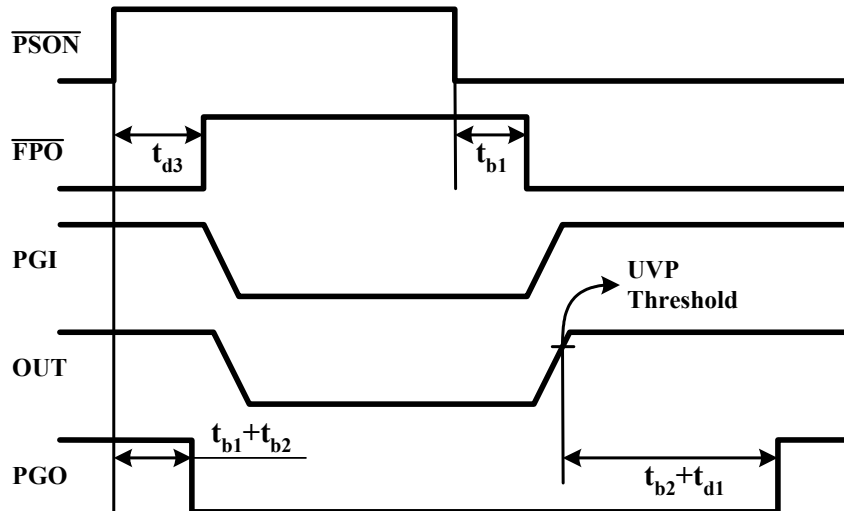 PSON
FPO
t_d3
t_b1
PGI
UVP
Threshold
OUT
t_b1+t_b2
PGO
t_b2+t_d1